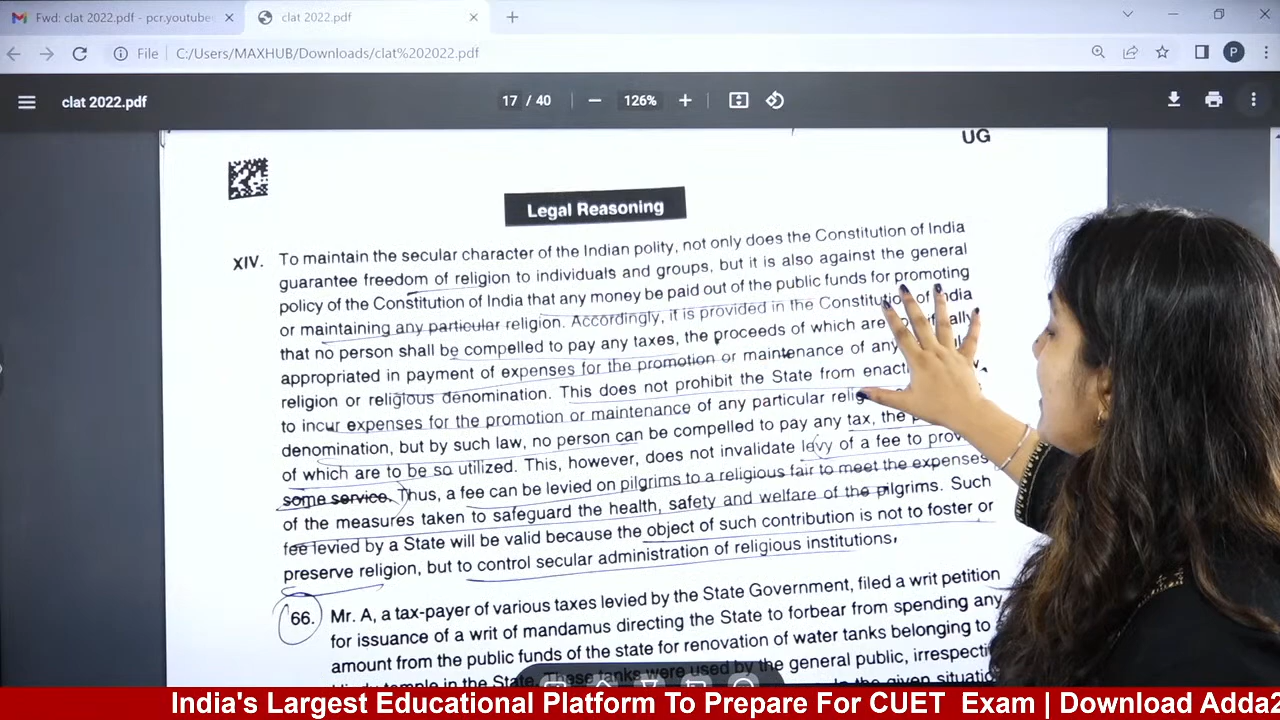 Fwd: clat 2022.pdf - pcr.youtube
clat 2022.pdf
File C:/Users/MAXHUB/Downloads/clat%202022.pdf
P
clat 2022.pdf
17 / 40
126%
UG
Legal Reasoning
XIV. To maintain the secular character of the Indian polity, not only does the Constitution of India
guarantee freedom of religion to individuals and groups, but it is also against the general
policy of the Constitution of India that any money be paid out of the public funds for promoting
or maintaining any particular religion. Accordingly, it is provided in the Constitution of India
that no person shall be compelled to pay any taxes, the proceeds of which are
appropriated in payment of expenses for the promotion or maintenance of any
religion or religious denomination. This does not prohibit the State from
to incur expenses for the promotion or maintenance of any particular
denomination, but by such law, no person can be compelled to pay any tax, the
of which are to be so utilized. This, however, does not invalidate levy of a fee to
some service. Thus, a fee can be levied on pilgrims to a religious fair to meet the expenses
of the measures taken to safeguard the health, safety and welfare of the pilgrims. Such
fee levied by a State will be valid because the object of such contribution is not to foster or
preserve religion, but to control secular administration of religious institutions.
66. Mr. A, a tax-payer of various taxes levied by the State Government, filed a writ petition
for issuance of a writ of mandamus directing the State to forbear from spending any
amount from the public funds of the state for renovation of water tanks belonging to
temple in the State. These tanks were used by the general public,
the given
India's Largest Educational Platform To Prepare For CUET Exam | Download